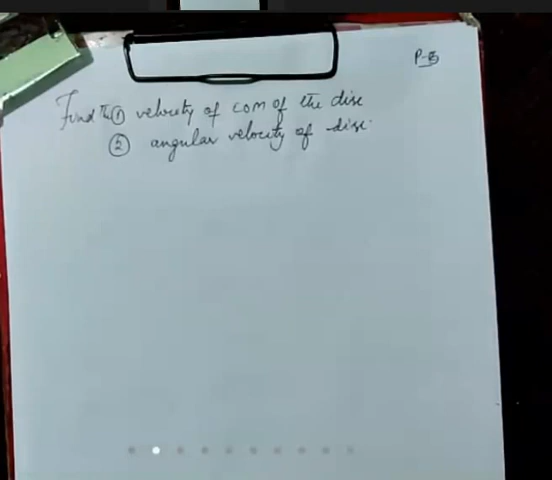 P-B
Find the ① velocity of COM of the disc
② angular velocity of disc.